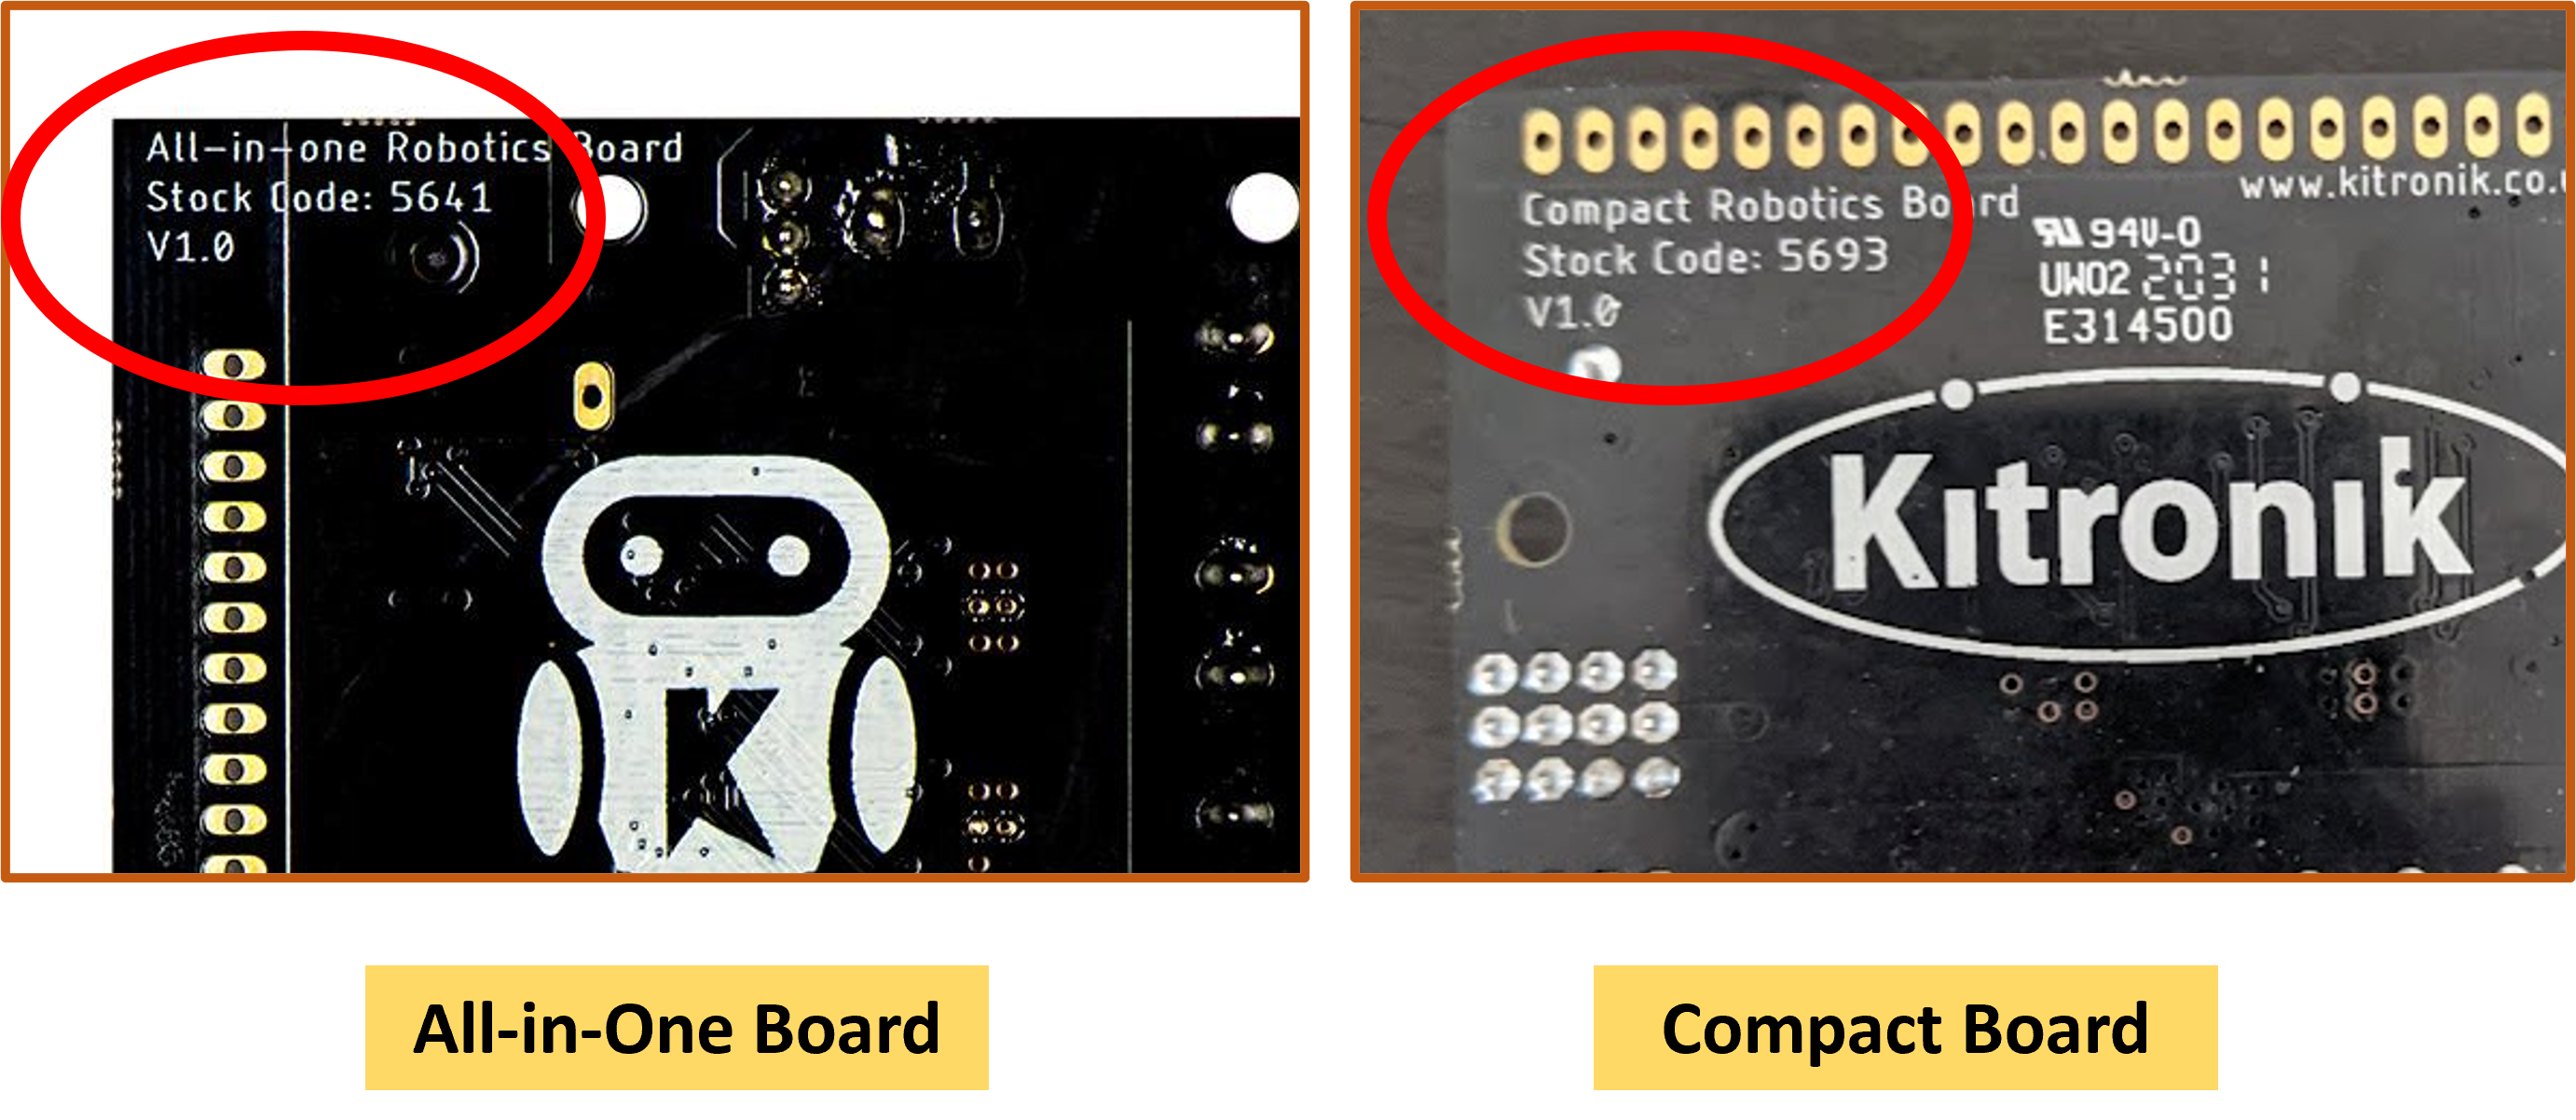 All-in-one Robotics Board
Stock Code: 5641
V1.0
K
Compact Robotics Board
Stock Code: 5693
V1.0
www.kitronik.co.u
94V-0
UW02 2031
E314500
Kitronik
All-in-One Board
Compact Board